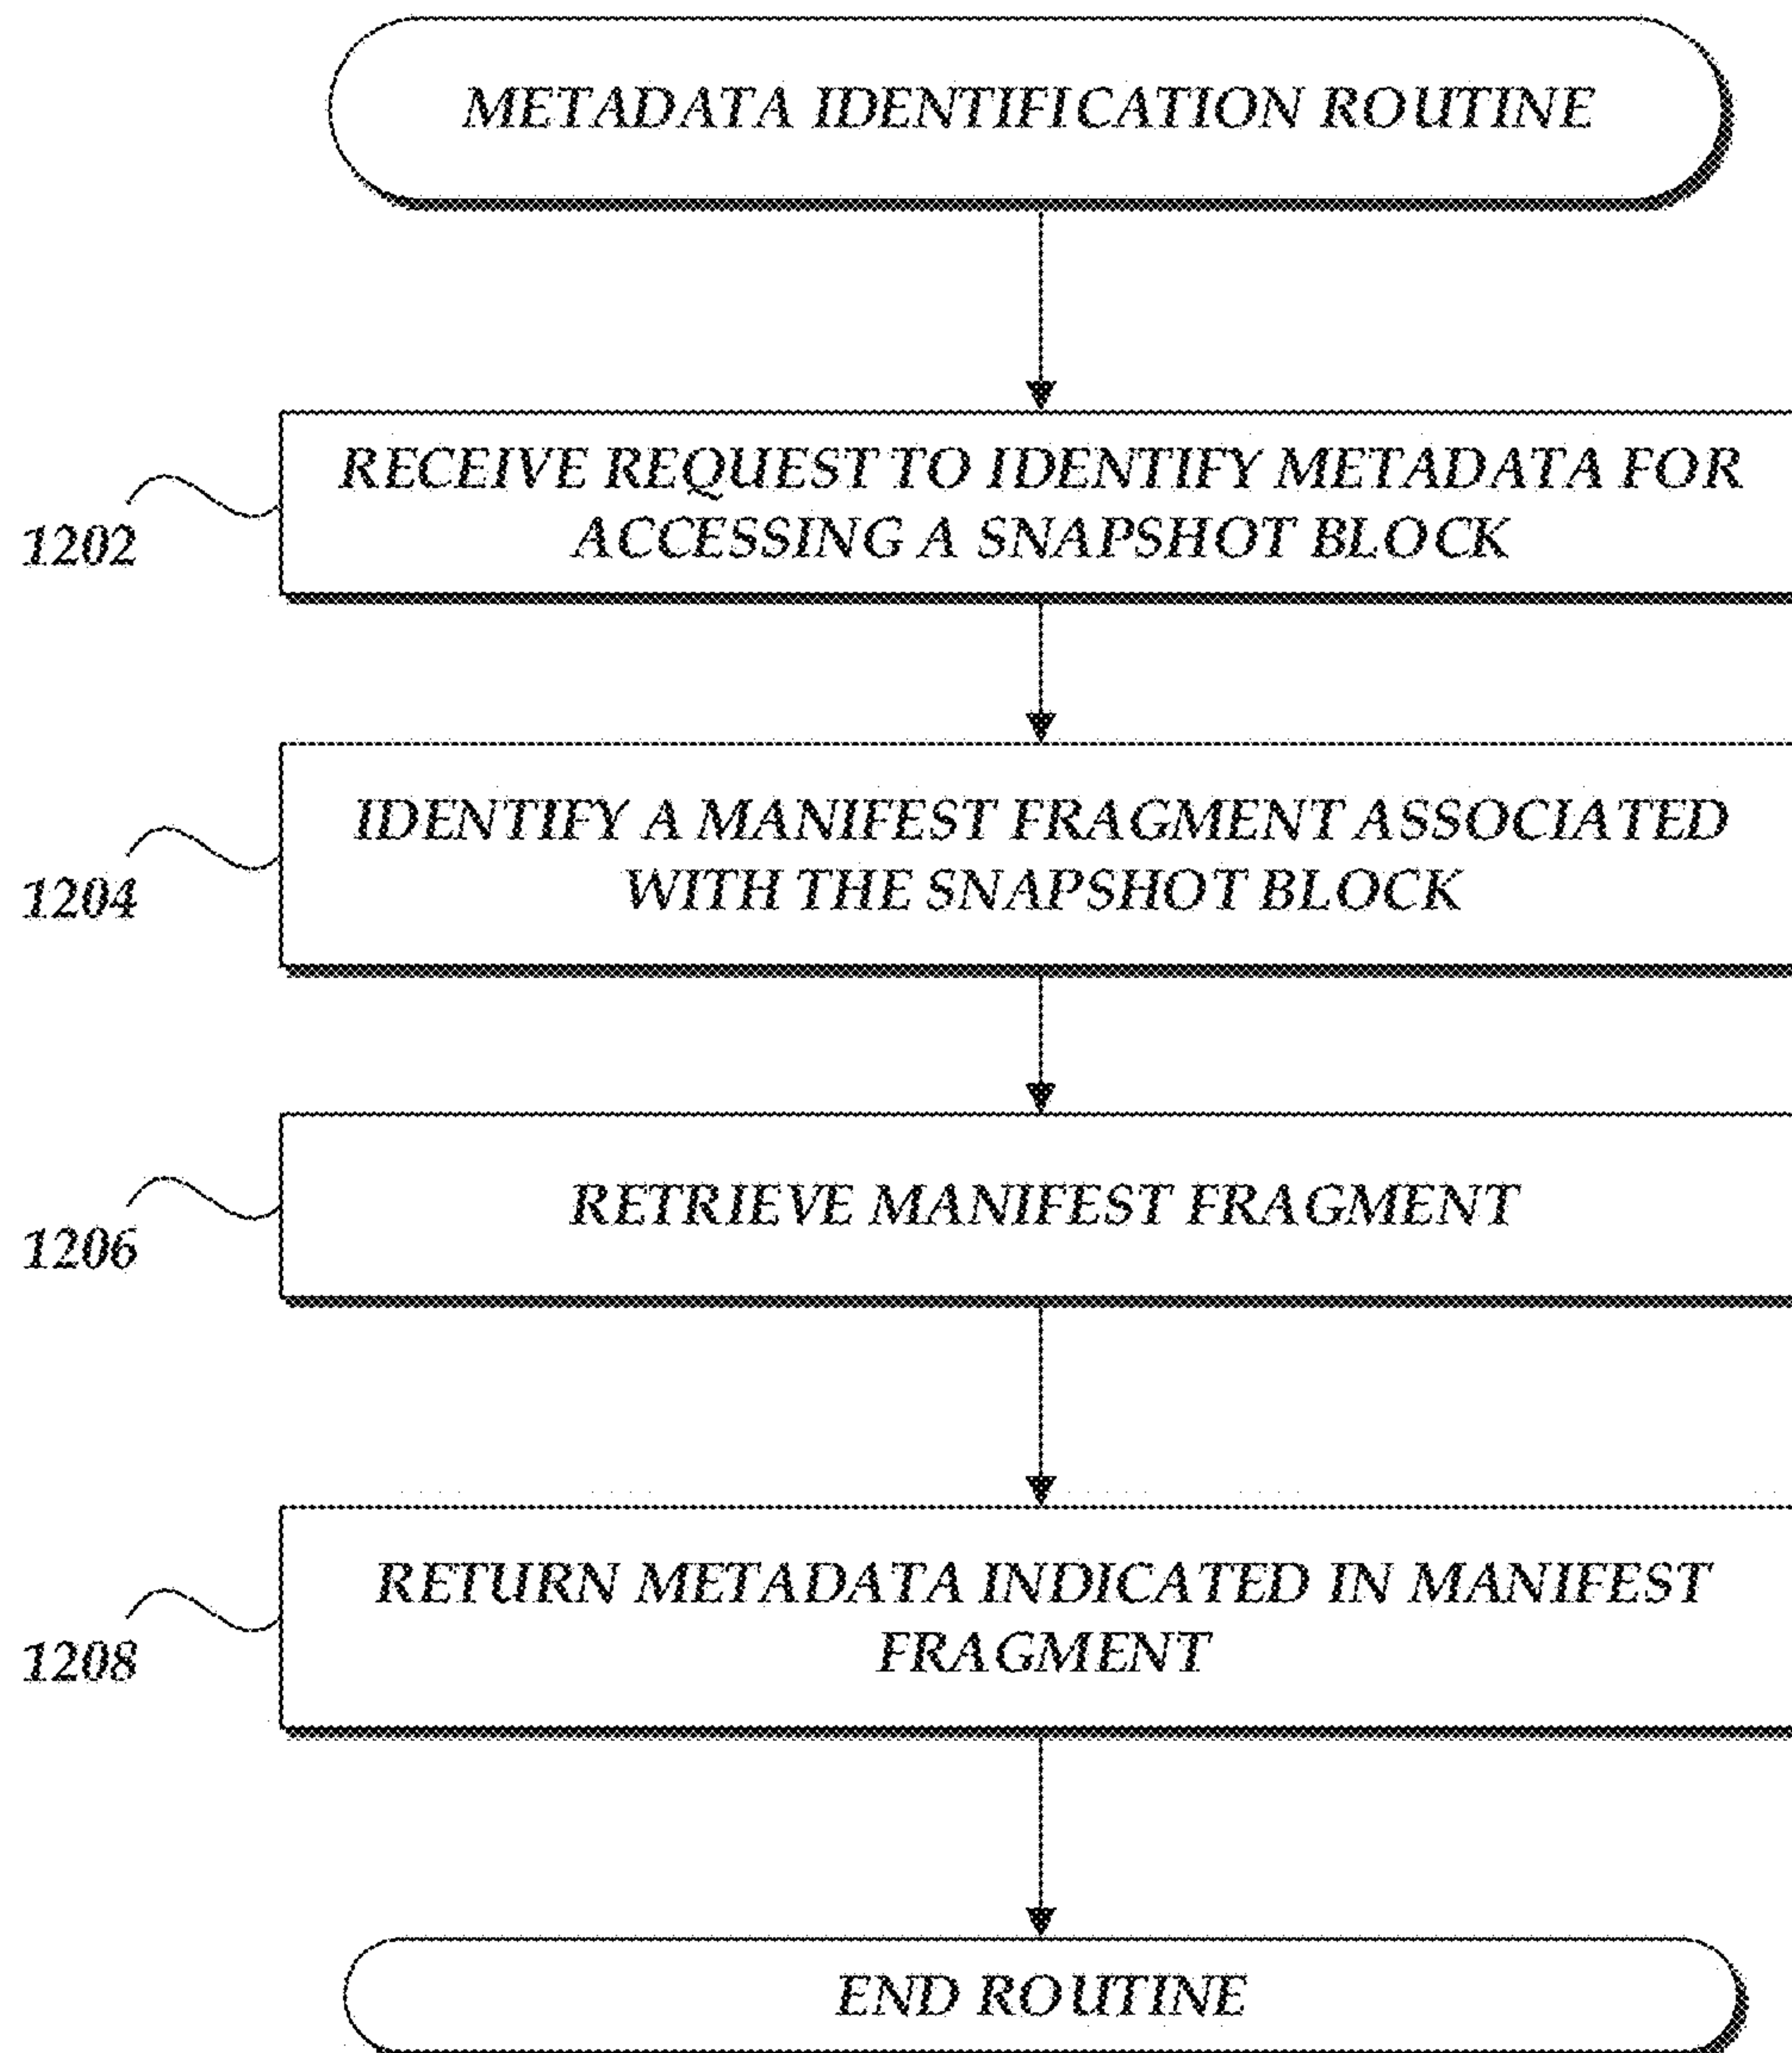 METADATA IDENTIFICATION ROUTINE
RECEIVE REQUEST TO IDENTIFY METADATA FOR
ACCESSING A SNAPSHOT BLOCK
1202
IDENTIFY A MANIFEST FRAGMENT ASSOCIATED
WITH THE SNAPSHOT BLOCK
1204
RETRIEVE MANIFEST FRAGMENT
1206
RETURN METADATA INDICATED IN MANIFEST
FRAGMENT
1208
END ROUTINE